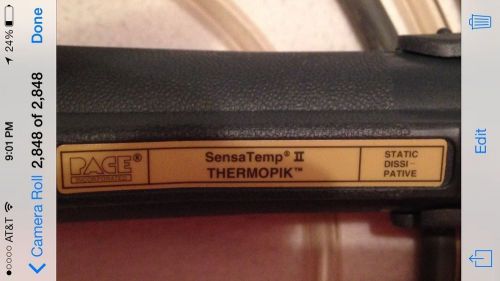 ●○○○○ AT&T
9:01 PM
24%
Camera Roll
2,848 of 2,848
Done
PACE®
INCORPORATED
SensaTemp® II
THERMOPIK™
STATIC
DISSI-
PATIVE
Edit